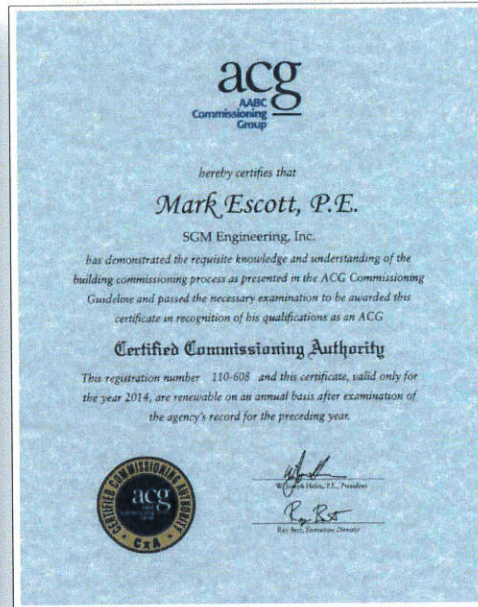 acg
AABC
Commissioning
Group
hereby certifies that
Mark Escott, P.E.
SGM Engineering, Inc.
has demonstrated the requisite knowledge and understanding of the
building commissioning process as presented in the ACG Commissioning
Guideline and passed the necessary examination to be awarded this
certificate in recognition of his qualifications as an ACG
Certified Commissioning Authority
This registration number 110-608 and this certificate, valid only for
the year 2014, are renewable on an annual basis after examination of
the agency's record for the preceding year.
CERTIFIED COMMISSIONING AUTHORITY
acg
CxA
P.E., President
Ray Bert, Executive Director